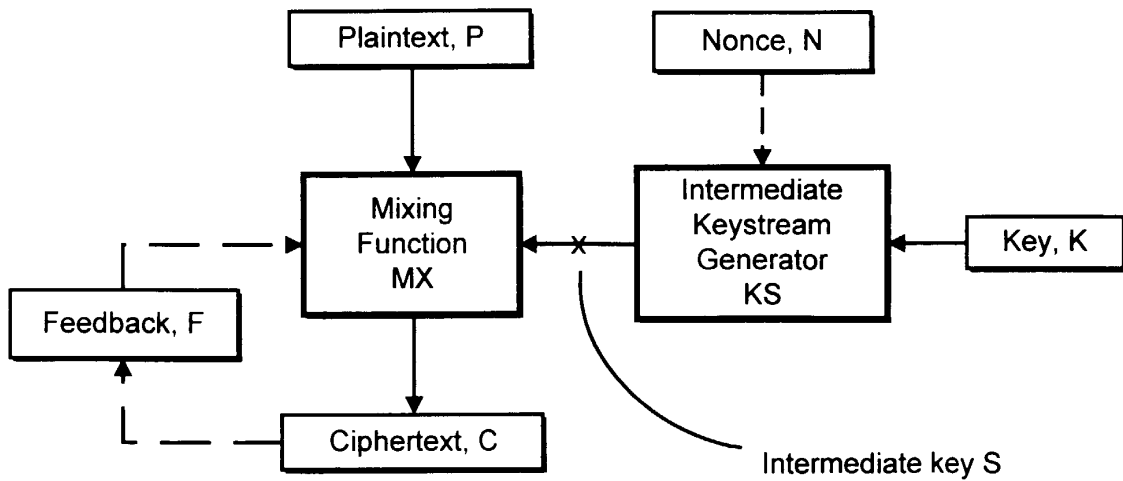 Plaintext, P
Nonce, N
Mixing
Function
MX
Intermediate
Keystream
Generator
KS
Key, K
Feedback, F
Ciphertext, C
x
Intermediate key S